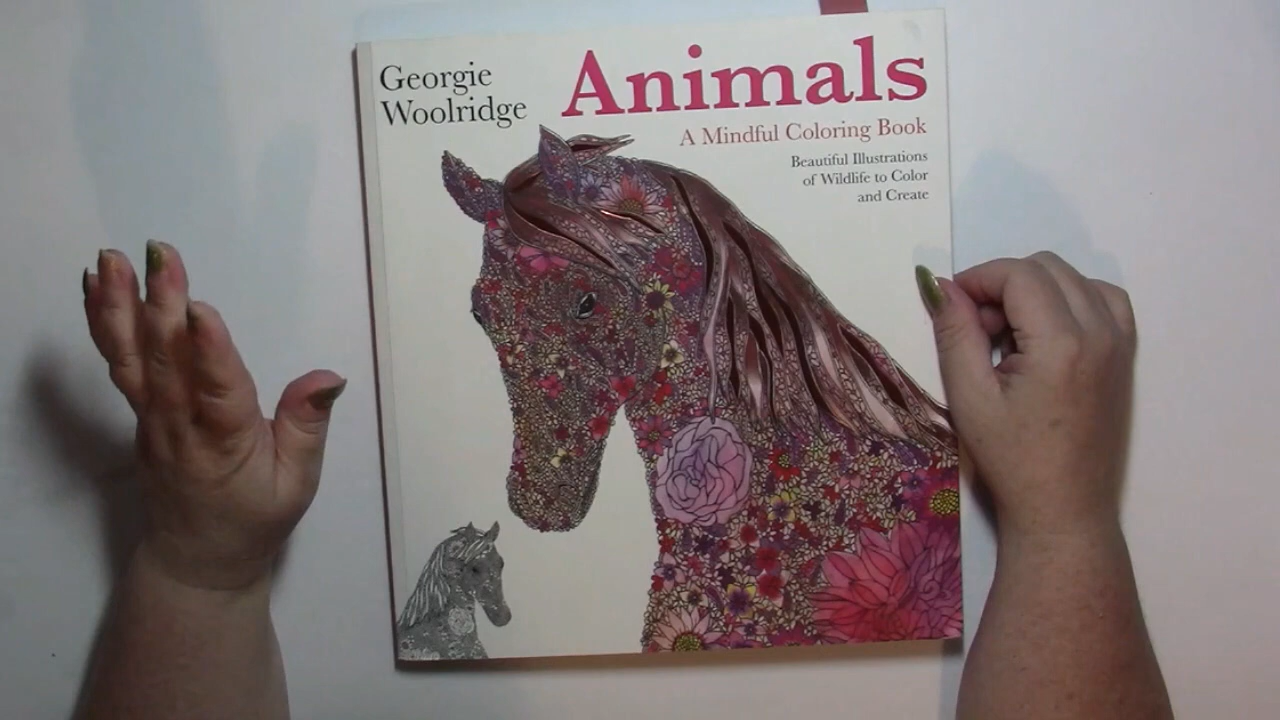 Georgie
Woolridge
Animals
A Mindful Coloring Book
Beautiful Illustrations
of Wildlife to Color
and Create